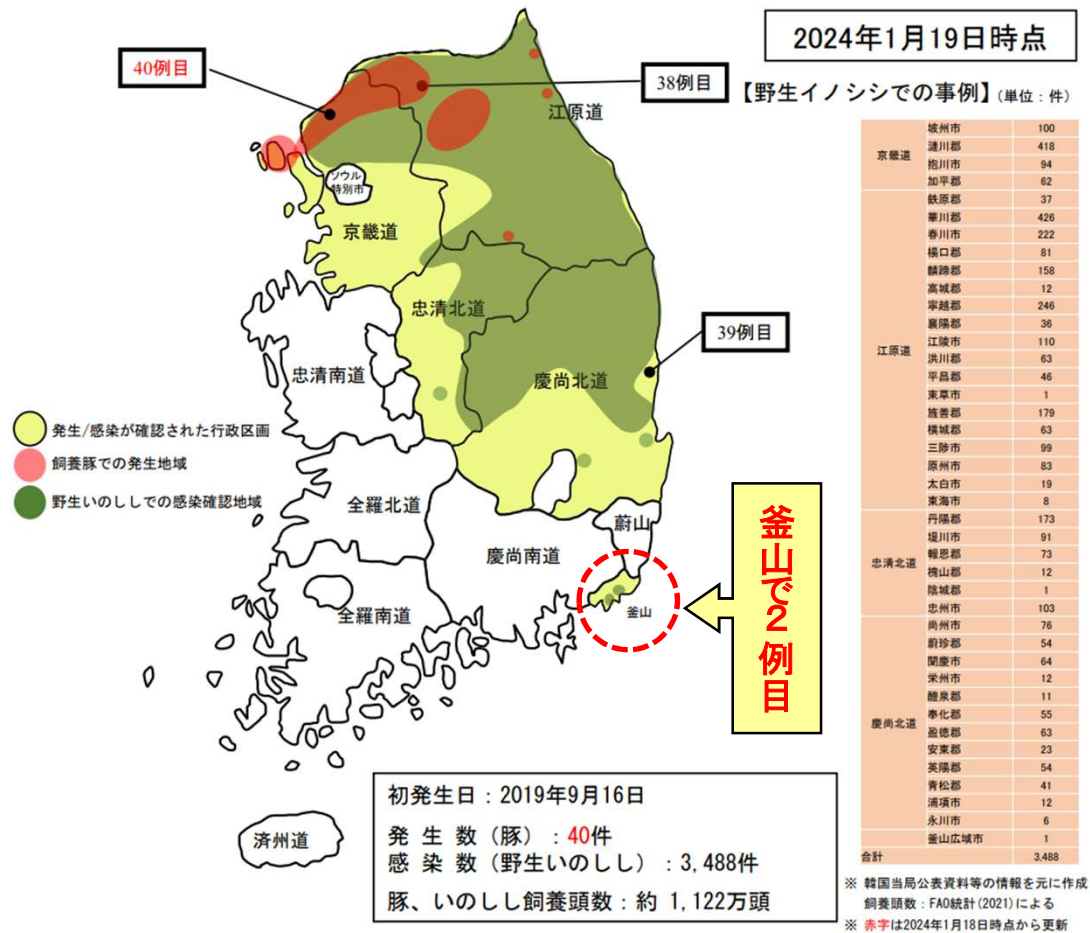 2024年1月19日時点
40例目
38例目
【野生イノシシでの事例】(単位：件)
江原道
ソウル
特別市
京畿道
忠清北道
39例目
忠清南道
慶尚北道
発生/感染が確認された行政区画
飼養豚での発生地域
野生いのししでの感染確認地域
全羅北道
蔚山
慶尚南道
釜山
全羅南道
釜山で２例目
済州道
初発生日：2019年9月16日
発 生 数（豚）：40件
感 染 数（野生いのしし）：3,488件
豚、いのしし飼養頭数：約 1,122万頭
京畿道
坡州市 100
漣川郡 418
抱川市 94
加平郡 62
江原道
鉄原郡 37
華川郡 426
春川市 222
楊口郡 81
麟蹄郡 158
高城郡 12
寧越郡 246
襄陽郡 36
江陵市 110
洪川郡 63
平昌郡 46
束草市 1
旌善郡 179
横城郡 63
三陟市 99
原州市 83
太白市 19
東海市 8
忠清北道
丹陽郡 173
堤川市 91
報恩郡 73
槐山郡 12
陰城郡 1
忠州市 103
慶尚北道
尚州市 76
蔚珍郡 54
聞慶市 64
栄州市 12
醴泉郡 11
奉化郡 55
盈徳郡 63
安東郡 23
英陽郡 54
青松郡 41
浦項市 12
永川市 6
釜山広域市 1
合計 3,488
※ 韓国当局公表資料等の情報を元に作成
飼養頭数：FAO統計(2021)による
※ 赤字は2024年1月18日時点から更新